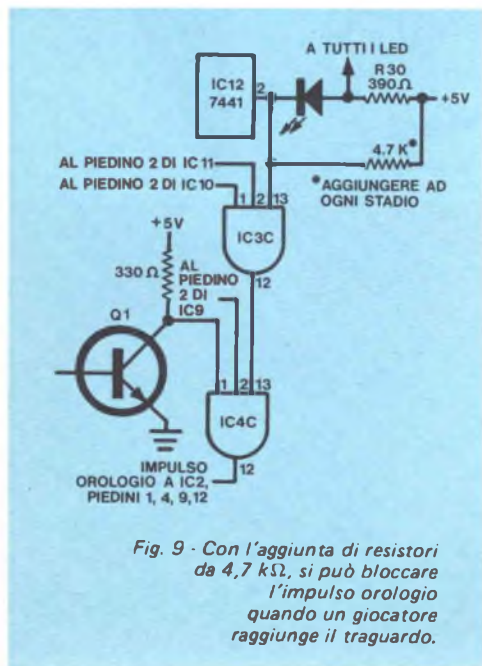 A TUTTI I LED
IC12
7441
2
R 30
390Ω
+5V
4.7 K*
*AGGIUNGERE AD
OGNI STADIO
AL PIEDINO 2 DI IC 11
AL PIEDINO 2 DI IC10
1 2 13
IC3C
12
+5V
330 Ω
AL
PIEDINO
2 DI
IC9
Q1
1 2 13
IC4C
12
IMPULSO
OROLOGIO A IC2,
PIEDINI 1, 4, 9,12
Fig. 9 - Con l'aggiunta di resistori
da 4,7 kΩ, si può bloccare
l'impulso orologio
quando un giocatore
raggiunge il traguardo.